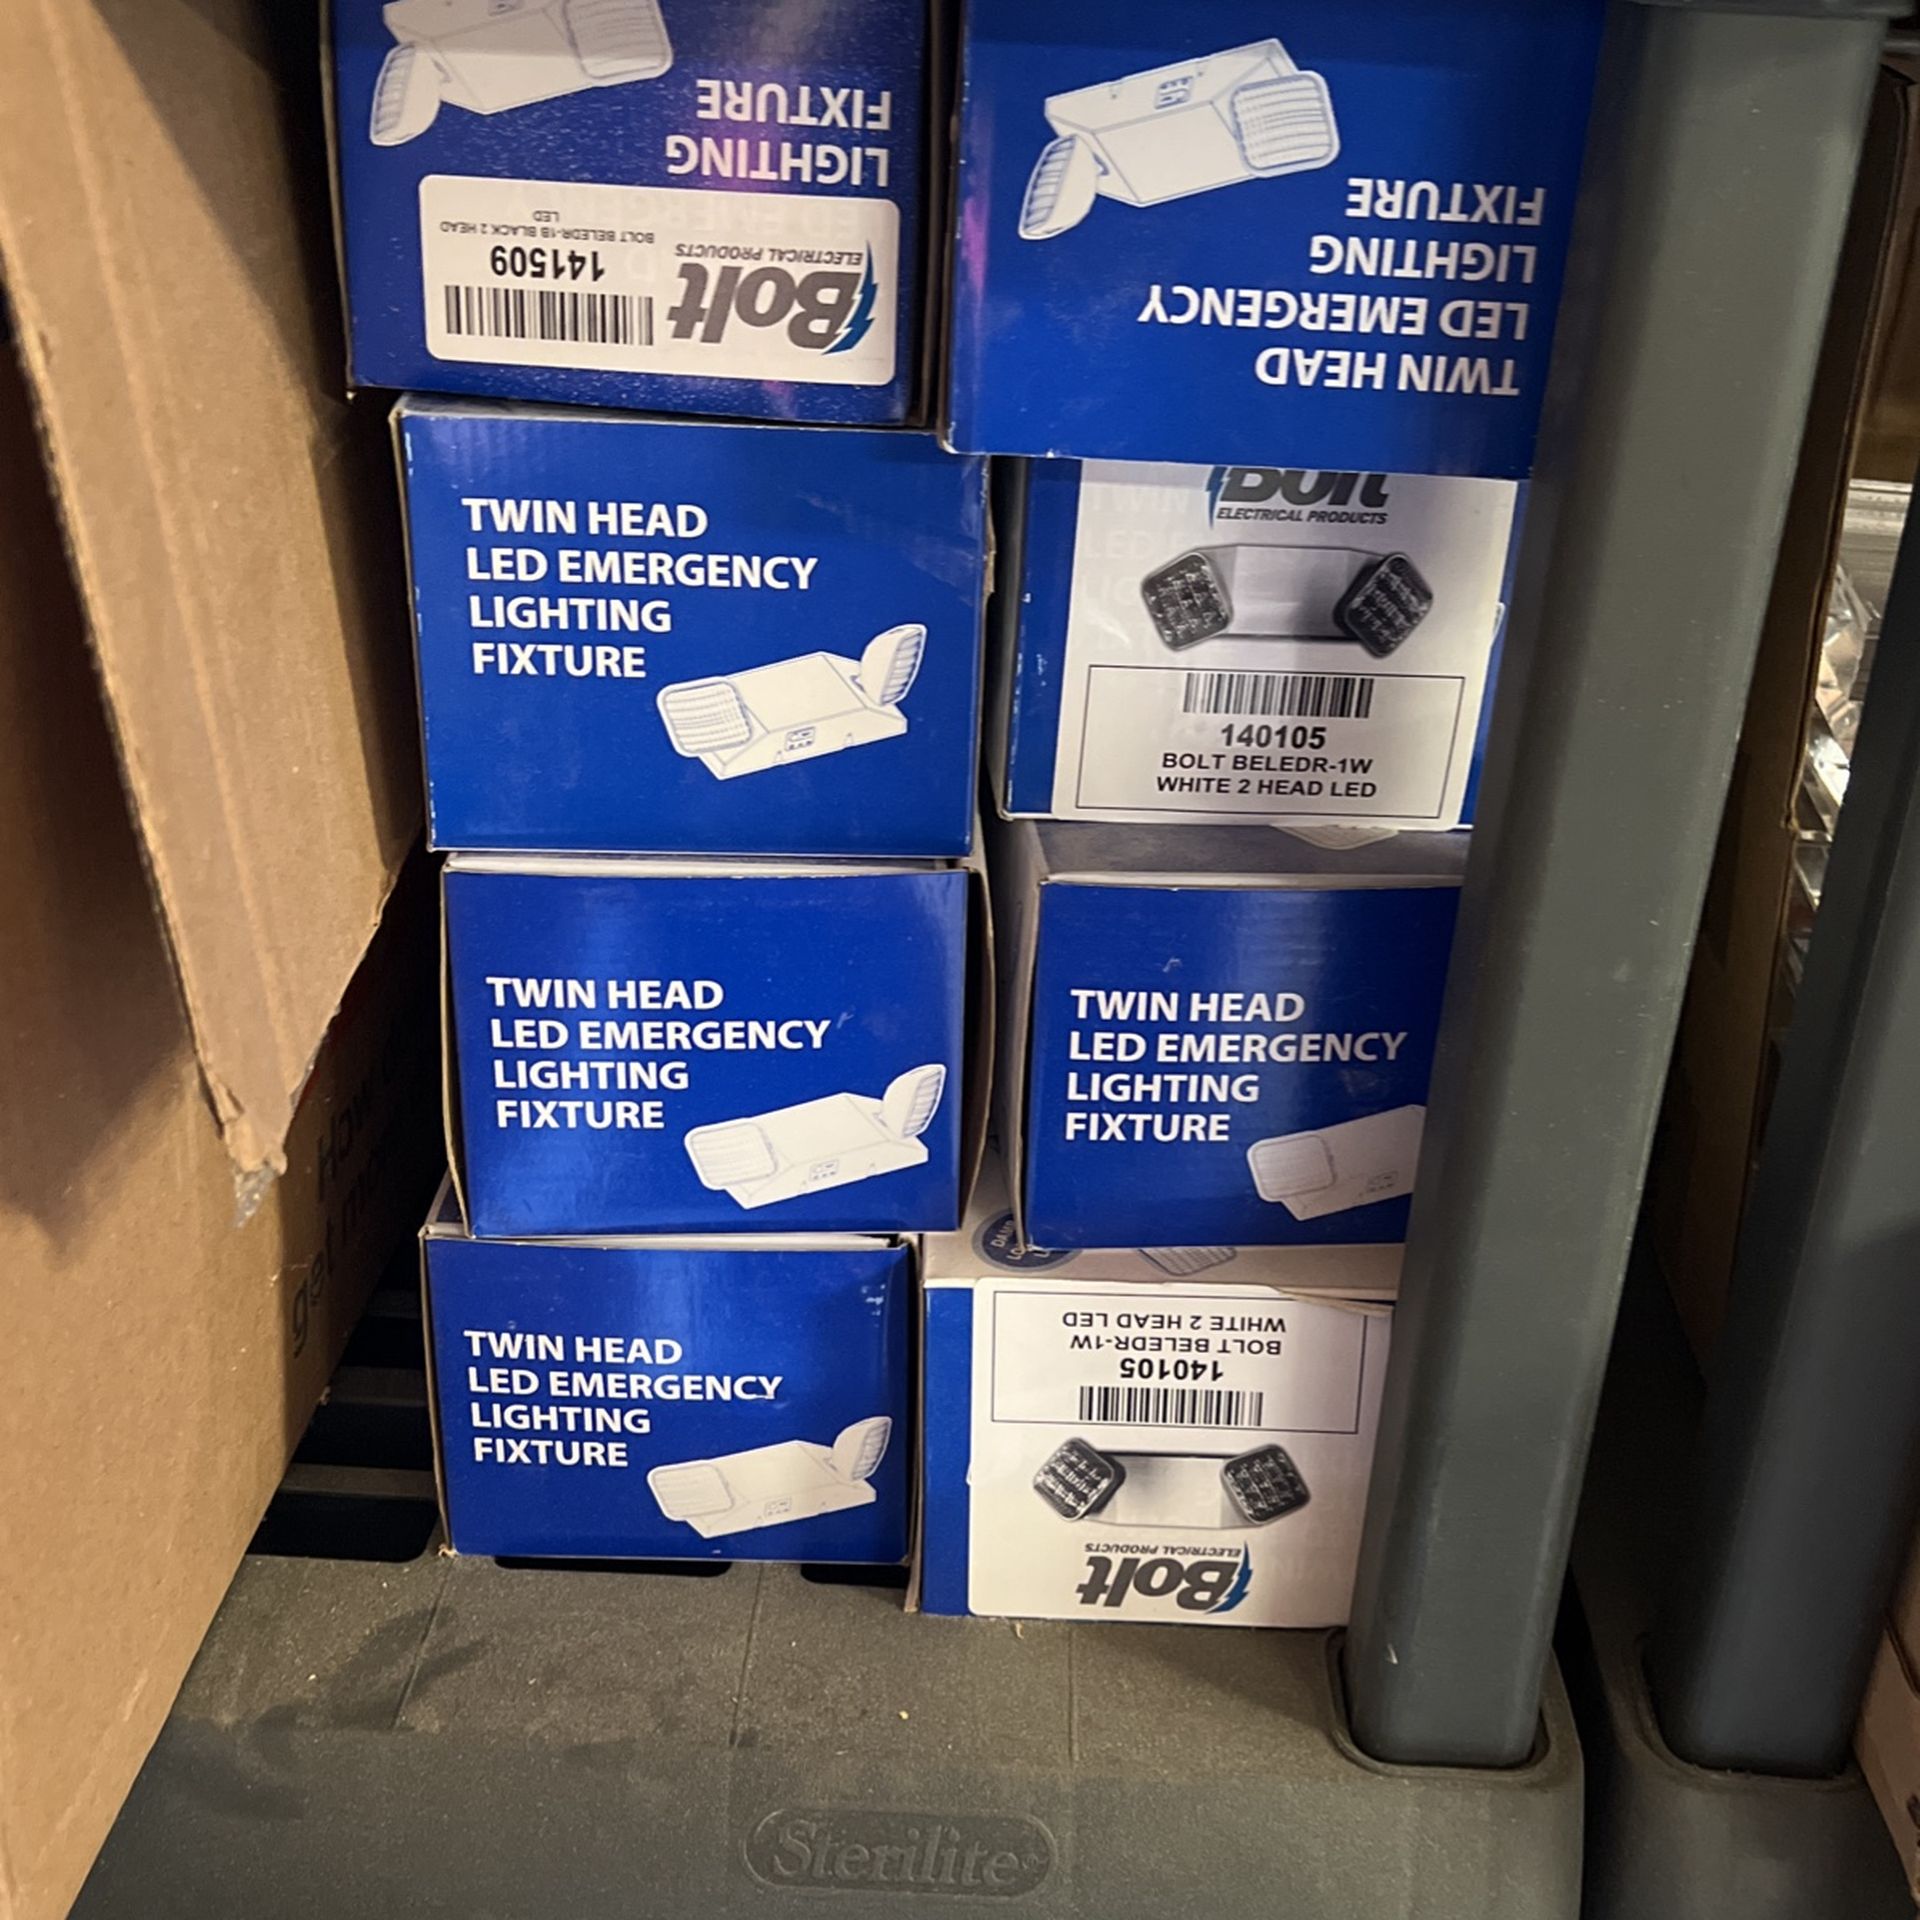 TWIN HEAD
LED EMERGENCY
LIGHTING
FIXTURE
Bolt
ELECTRICAL PRODUCTS
141509
BOLT BELEDR-1B BLACK 2 HEAD
LED
LIGHTING
FIXTURE
TWIN HEAD
LED EMERGENCY
LIGHTING
FIXTURE
Bolt
ELECTRICAL PRODUCTS
140105
BOLT BELEDR-1W
WHITE 2 HEAD LED
TWIN HEAD
LED EMERGENCY
LIGHTING
FIXTURE
TWIN HEAD
LED EMERGENCY
LIGHTING
FIXTURE
TWIN HEAD
LED EMERGENCY
LIGHTING
FIXTURE
Bolt
ELECTRICAL PRODUCTS
140105
BOLT BELEDR-1W
WHITE 2 HEAD LED
Sterilite